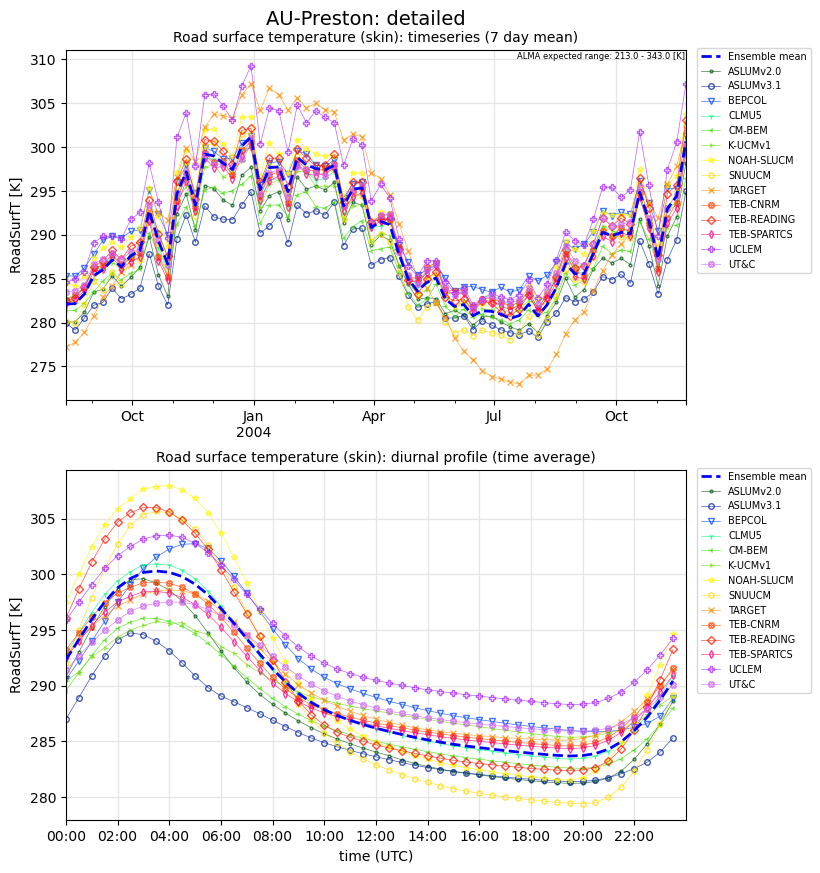 AU-Preston: detailed
Road surface temperature (skin): timeseries (7 day mean)
ALMA expected range: 213.0 - 343.0 [K]
RoadSurfT [K]
310
305
300
295
290
285
280
275
Oct
Jan
2004
Apr
Jul
Oct
Ensemble mean
ASLUMv2.0
ASLUMv3.1
BEPCOL
CLMU5
CM-BEM
K-UCMv1
NOAH-SLUCM
SNUUCM
TARGET
TEB-CNRM
TEB-READING
TEB-SPARTCS
UCLEM
UT&C
Road surface temperature (skin): diurnal profile (time average)
RoadSurfT [K]
305
300
295
290
285
280
00:00
02:00
04:00
06:00
08:00
10:00
12:00
14:00
16:00
18:00
20:00
22:00
time (UTC)
Ensemble mean
ASLUMv2.0
ASLUMv3.1
BEPCOL
CLMU5
CM-BEM
K-UCMv1
NOAH-SLUCM
SNUUCM
TARGET
TEB-CNRM
TEB-READING
TEB-SPARTCS
UCLEM
UT&C